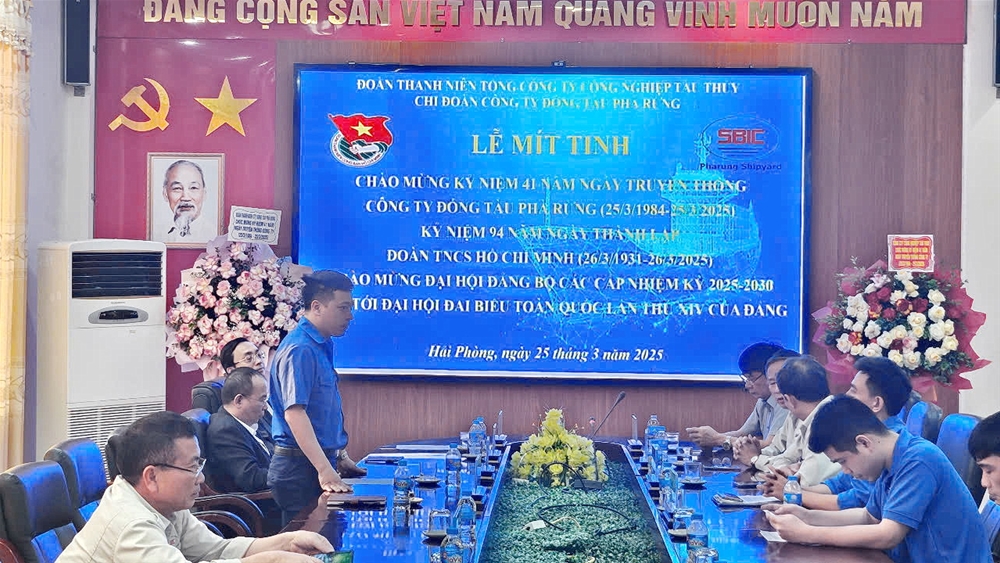 ĐẢNG CỘNG SẢN VIỆT NAM QUANG VINH MUÔN NĂM
ĐOÀN THANH NIÊN TỔNG CÔNG TY CÔNG NGHIỆP TÀU THỦY
CHI ĐOÀN CÔNG TY ĐÓNG TÀU PHÀ RỪNG
LỄ MÍT TINH
SBIC
Pharung Shipyard
CHÀO MỪNG KỶ NIỆM 41 NĂM NGÀY TRUYỀN THỐNG
CÔNG TY ĐÓNG TÀU PHÀ RỪNG (25/3/1984-25/3/2025)
KỶ NIỆM 94 NĂM NGÀY THÀNH LẬP
ĐOÀN TNCS HỒ CHÍ MINH (26/3/1931-26/3/2025)
CHÀO MỪNG ĐẠI HỘI ĐẢNG BỘ CÁC CẤP NHIỆM KỲ 2025-2030
TỚI ĐẠI HỘI ĐẠI BIỂU TOÀN QUỐC LẦN THỨ XIV CỦA ĐẢNG
Hải Phòng, ngày 25 tháng 3 năm 2025